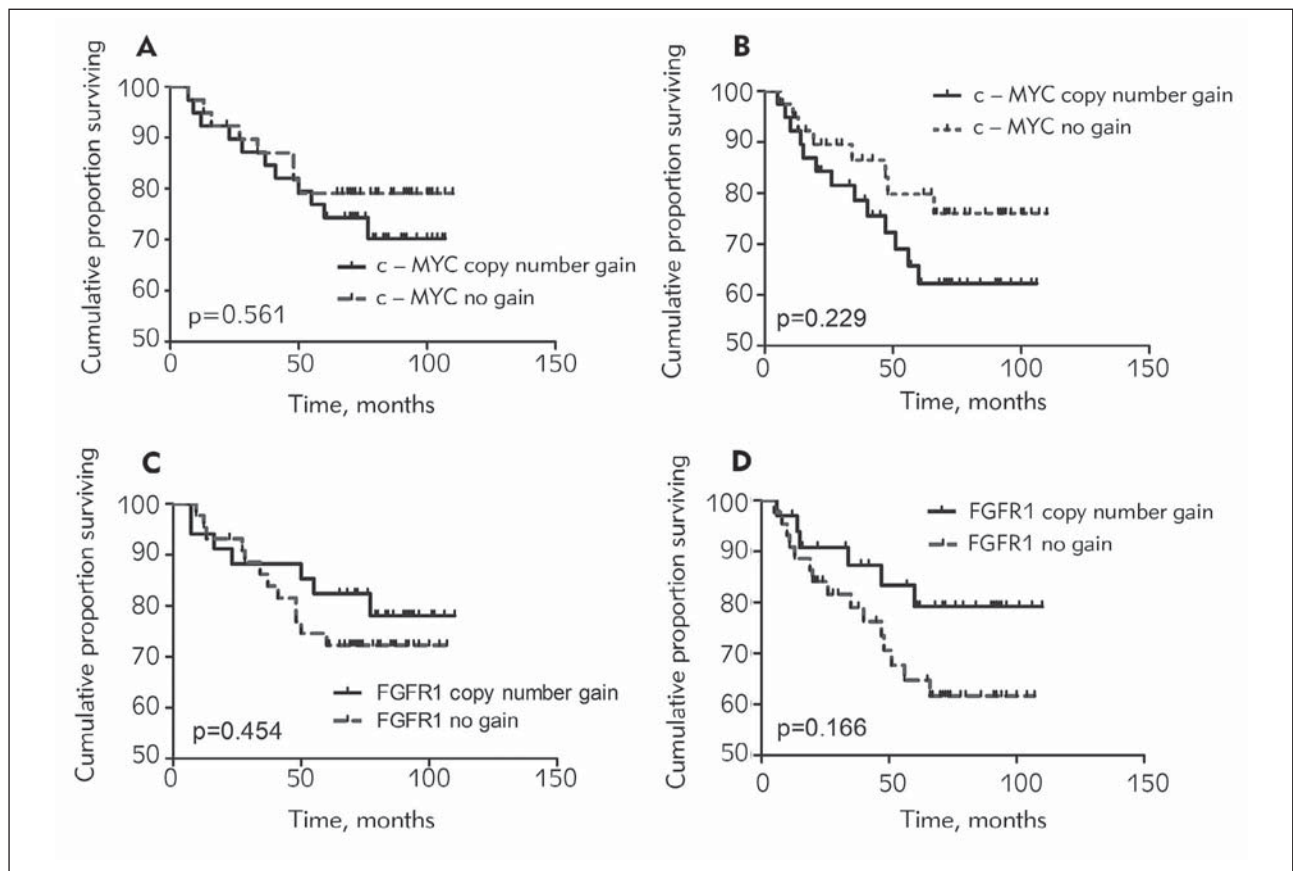 A
Cumulative proportion surviving
100
90
80
70
60
50
0
50
100
150
c – MYC copy number gain
c – MYC no gain
p=0.561
Time, months
B
Cumulative proportion surviving
100
90
80
70
60
50
0
50
100
150
c – MYC copy number gain
c – MYC no gain
p=0.229
Time, months
C
Cumulative proportion surviving
100
90
80
70
60
50
0
50
100
150
FGFR1 copy number gain
FGFR1 no gain
p=0.454
Time, months
D
Cumulative proportion surviving
100
90
80
70
60
50
0
50
100
150
FGFR1 copy number gain
FGFR1 no gain
p=0.166
Time, months